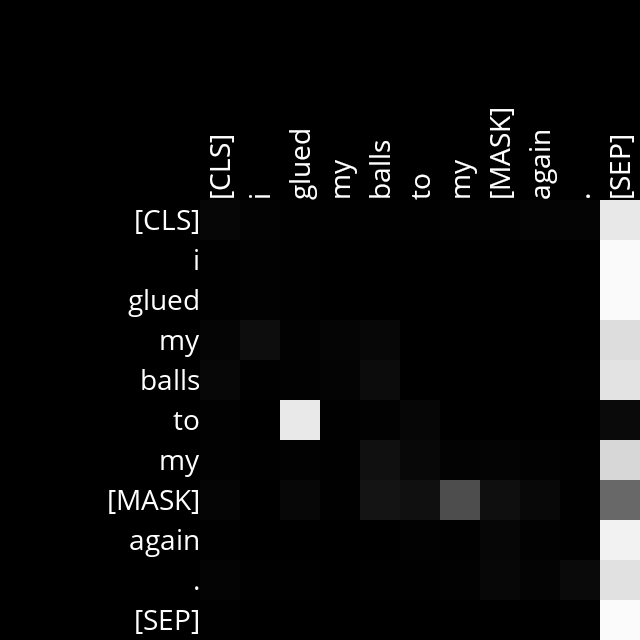 [CLS] i glued my balls to my [MASK] again . [SEP]
[CLS]
i
glued
my
balls
to
my
[MASK]
again
.
[SEP]